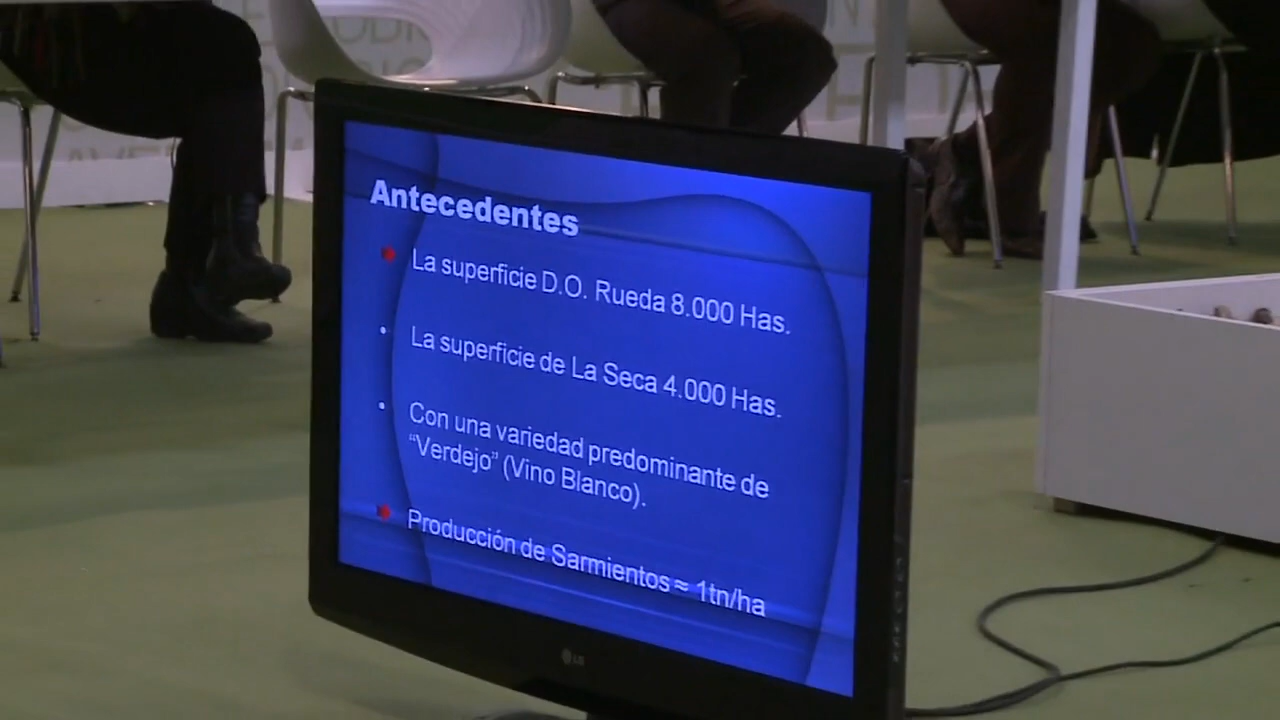 Antecedentes
La superficie D.O. Rueda 8.000 Has.
La superficie de La Seca 4.000 Has.
Con una variedad predominante de
“Verdejo” (Vino Blanco).
Producción de Sarmientos ≈ 1tn/ha
LG